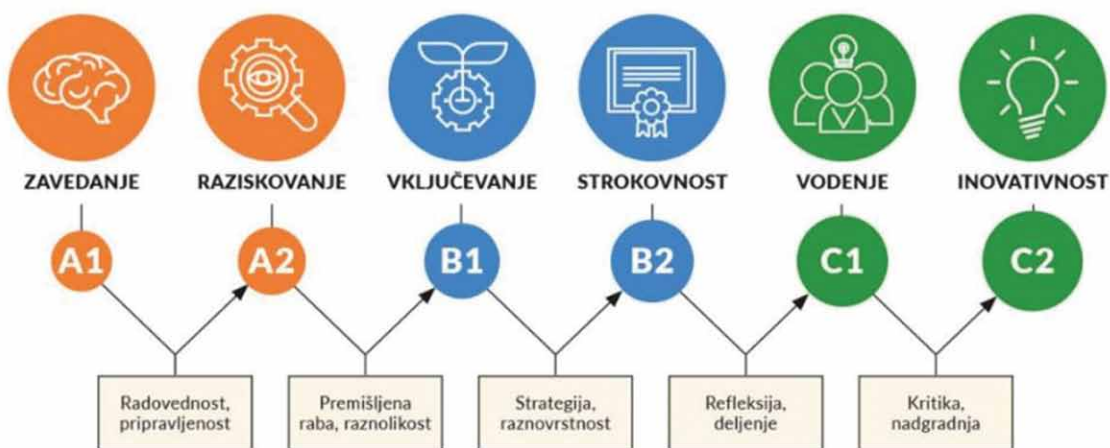 ZAVEDANJE
RAZISKOVANJE
VKLJUČEVANJE
STROKOVNOST
VODENJE
INOVATIVNOST
A1
A2
B1
B2
C1
C2
Radovednost,
pripravljenost
Premišljena
raba, raznolikost
Strategija,
raznovrstnost
Refleksija,
deljenje
Kritika,
nadgradnja